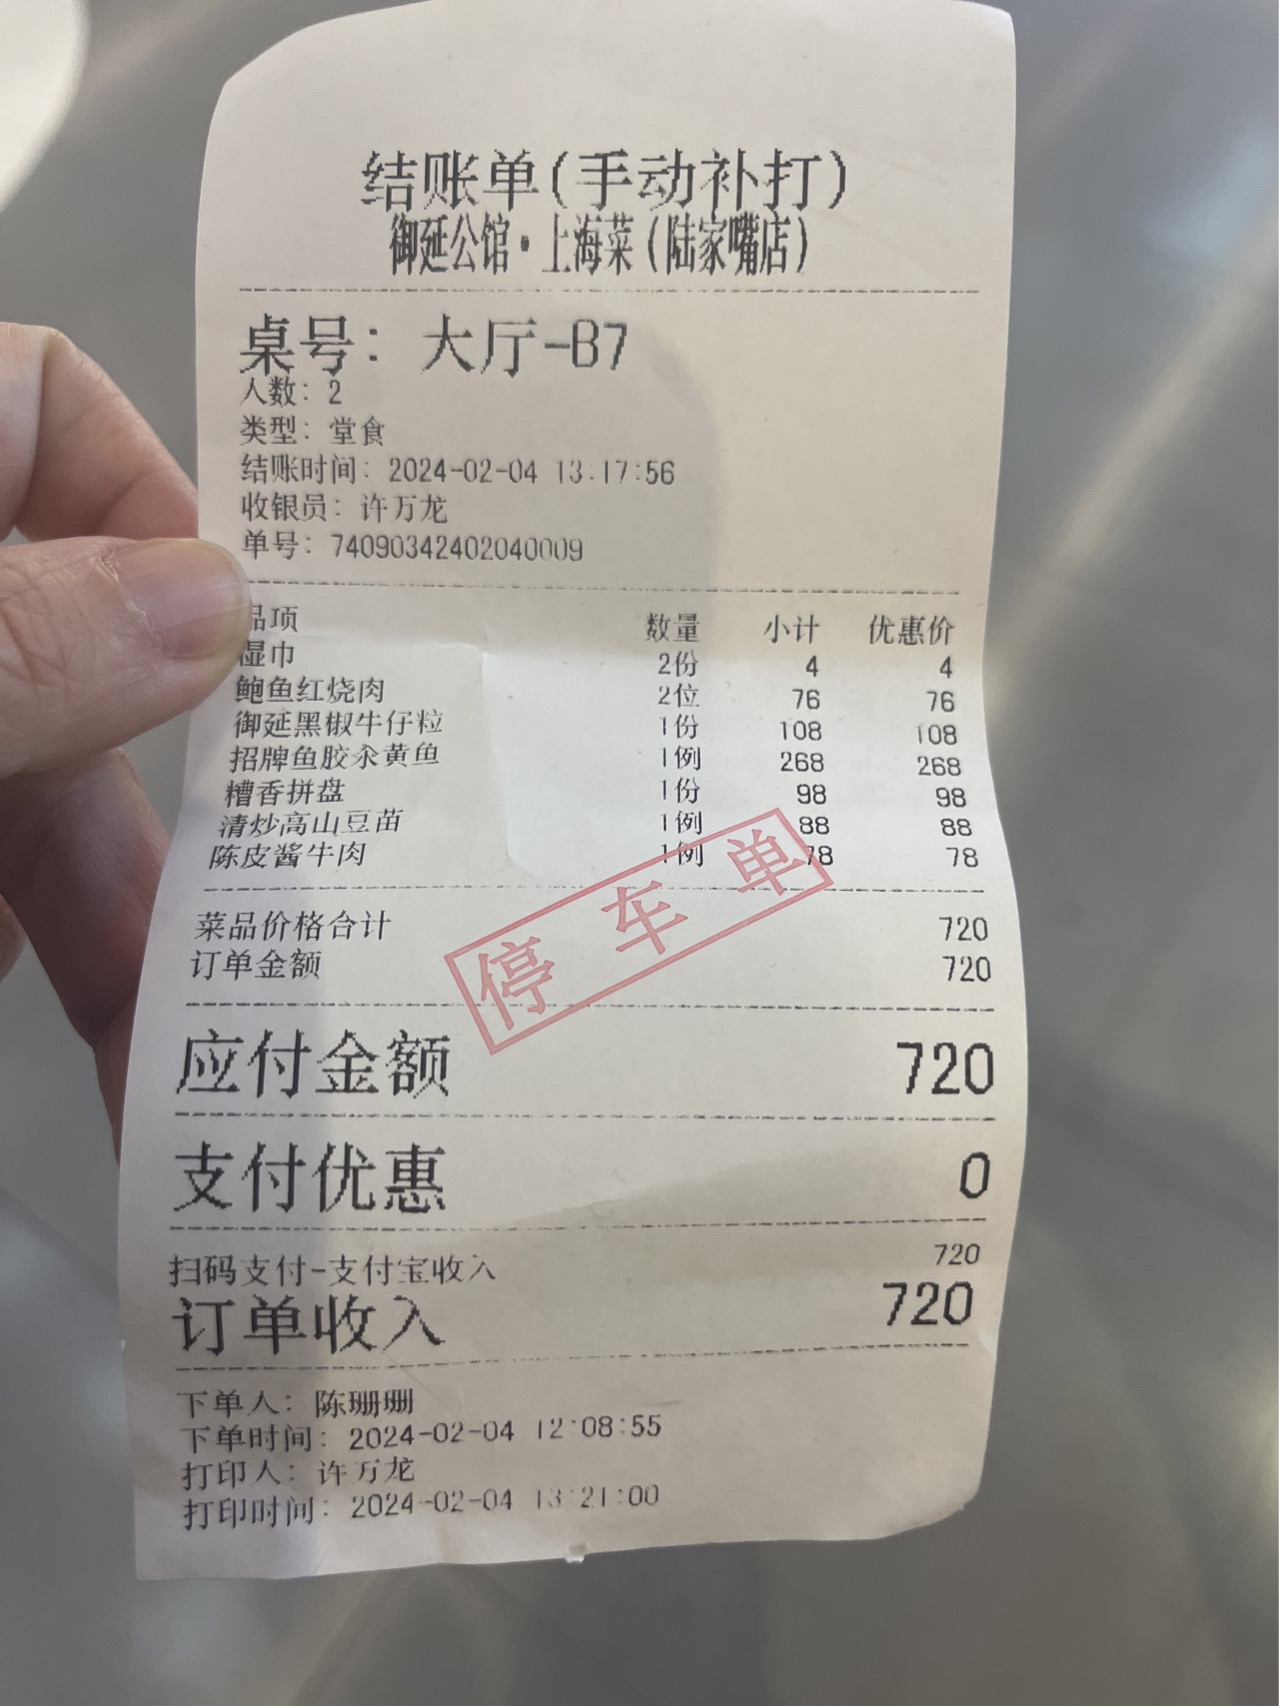 结账单(手动补打)
御延公馆·上海菜(陆家嘴店)
桌号: 大厅-B7
人数: 2
类型: 堂食
结账时间: 2024-02-04 13:17:56
收银员: 许万龙
单号: 74090342402040009
品项 数量 小计 优惠价
湿巾 2份 4 4
鲍鱼红烧肉 2位 76 76
御延黑椒牛仔粒 1份 108 108
招牌鱼胶汆黄鱼 1例 268 268
糟香拼盘 1份 98 98
清炒高山豆苗 1例 88 88
陈皮酱牛肉 1例 78 78
停车单
菜品价格合计 720
订单金额 720
应付金额 720
支付优惠 0
扫码支付-支付宝收入 720
订单收入 720
下单人: 陈珊珊
下单时间: 2024-02-04 12:08:55
打印人: 许万龙
打印时间: 2024-02-04 13:21:00